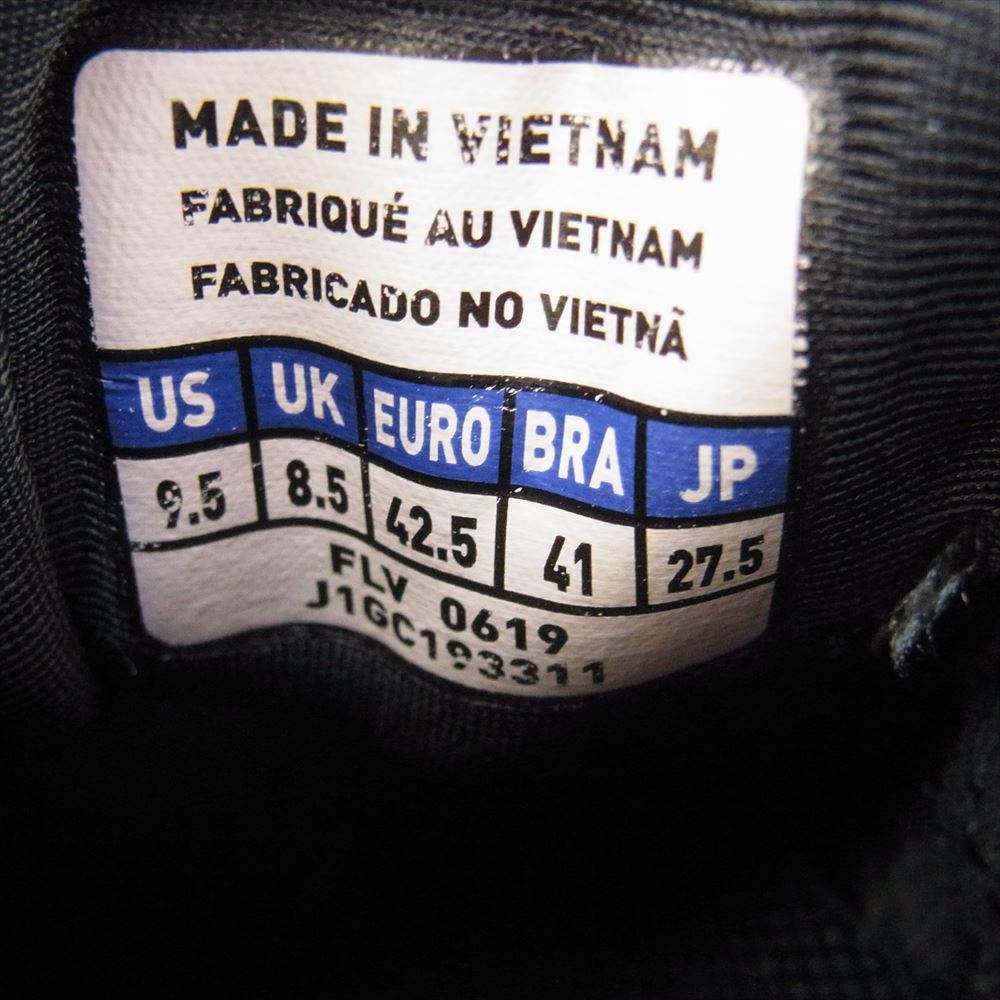 MADE IN VIETNAM
FABRIQUÉ AU VIETNAM
FABRICADO NO VIETNÃ
US UK EURO BRA JP
9.5 8.5 42.5 41 27.5
FLV 0619
J1GC193311